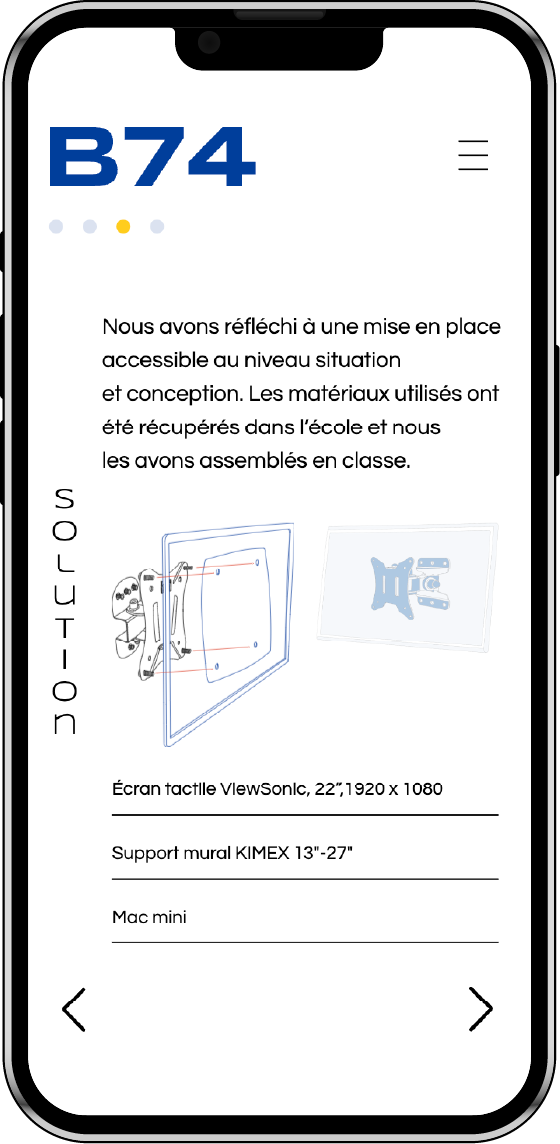 B74
Nous avons réfléchi à une mise en place
accessible au niveau situation
et conception. Les matériaux utilisés ont
été récupérés dans l'école et nous
les avons assemblés en classe.
SOLUTION
Écran tactile ViewSonic, 22”,1920 x 1080
Support mural KIMEX 13"-27"
Mac mini